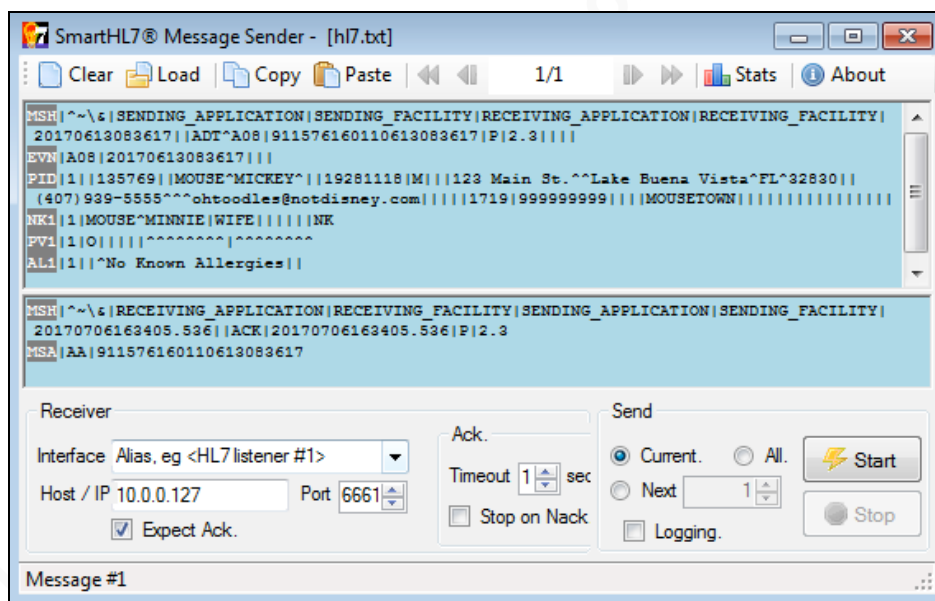 SmartHL7® Message Sender - [hl7.txt]
Clear Load Copy Paste 1/1 Stats About
MSH|^~\&|SENDING_APPLICATION|SENDING_FACILITY|RECEIVING_APPLICATION|RECEIVING_FACILITY|
20170613083617||ADT^A08|911576160110613083617|P|2.3||||
EVN|A08|20170613083617|||
PID|1||135769||MOUSE^MICKEY^||19281118|M|||123 Main St.^^Lake Buena Vista^FL^32830||
(407)939-5555^^^ohtoodles@notdisney.com|||||1719|999999999||||MOUSETOWN||||||||||||||||
NK1|1|MOUSE^MINNIE|WIFE||||||NK
PV1|1|O|||||^^^^^^^^|^^^^^^^^
AL1|1||^No Known Allergies||
MSH|^~\&|RECEIVING_APPLICATION|RECEIVING_FACILITY|SENDING_APPLICATION|SENDING_FACILITY|
20170706163405.536||ACK|20170706163405.536|P|2.3
MSA|AA|911576160110613083617
Receiver
Interface Alias, eg <HL7 listener #1>
Host / IP 10.0.0.127 Port 6661
Expect Ack.
Ack.
Timeout 1 sec
Stop on Nack
Send
Current. All.
Next 1
Logging.
Start
Stop
Message #1